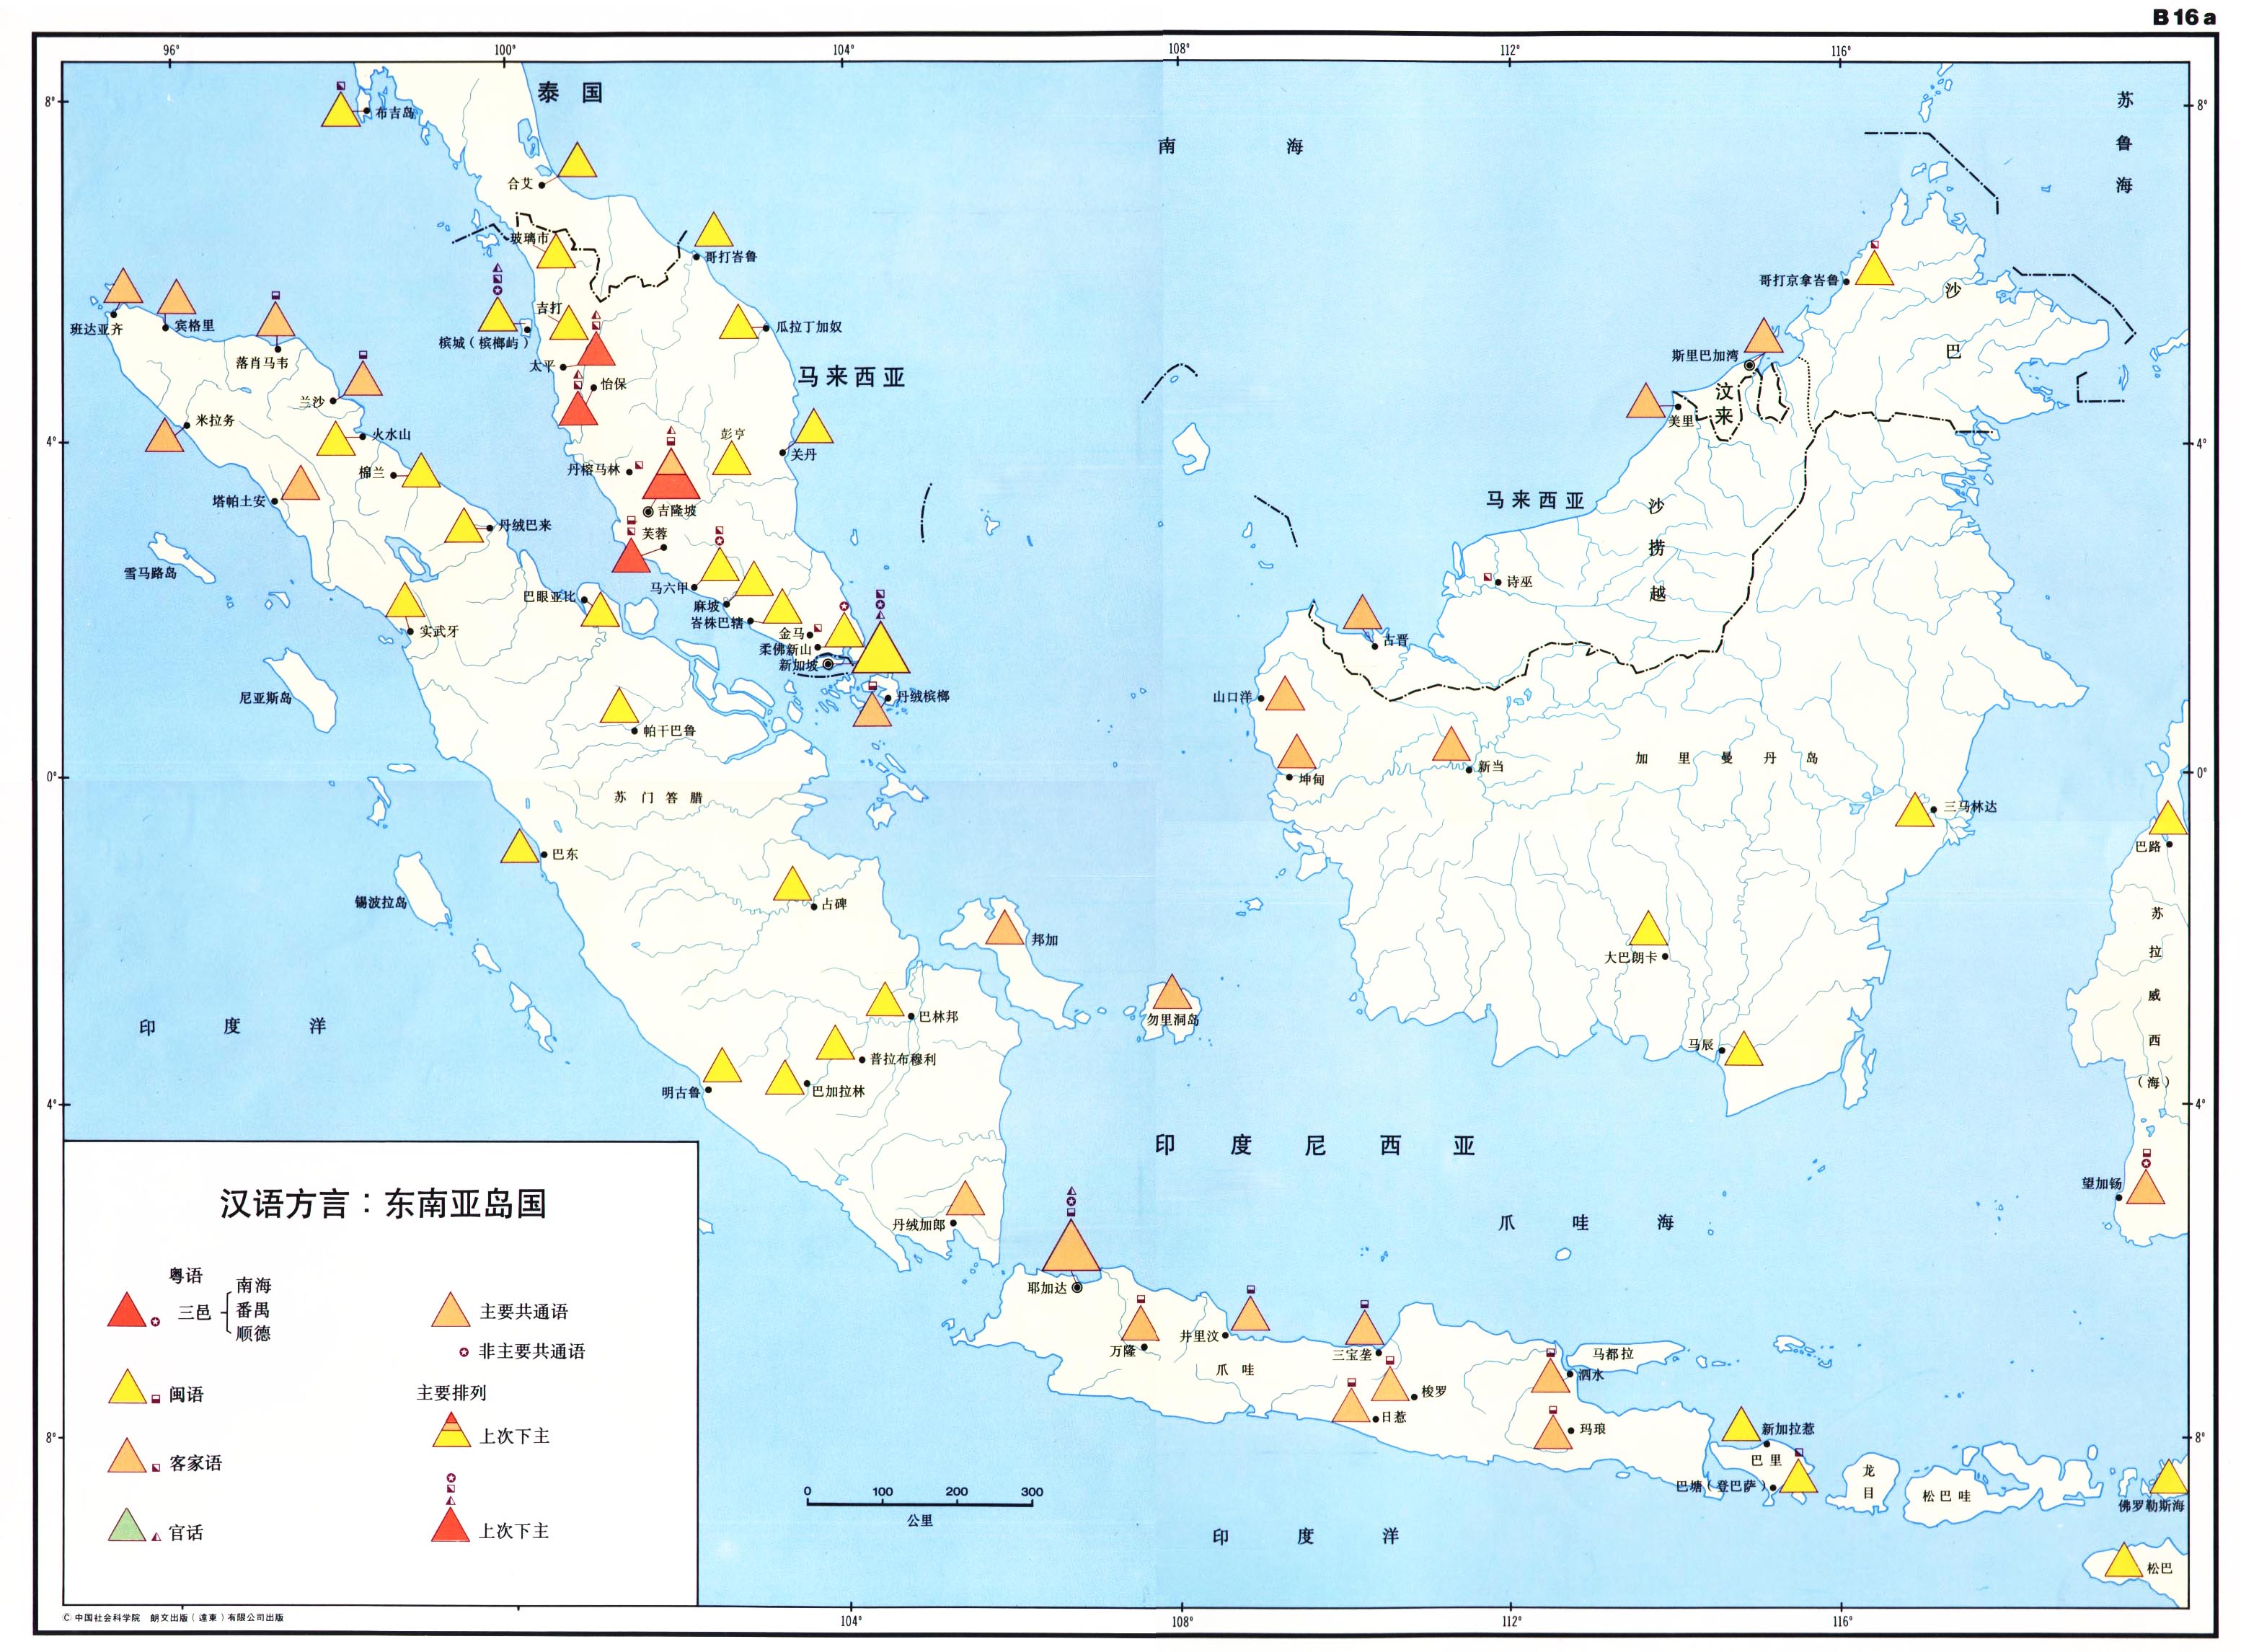 B16a
96° 100° 104° 108° 112° 116°
8° 8°
4° 4°
0° 0°
4° 4°
8° 8°
104° 108° 112° 116°
泰国
布吉岛
合艾
南海
苏鲁海
玻璃市
哥打峇鲁
哥打京拿峇鲁
沙巴
班达亚齐
宾格里
落肖马韦
吉打
槟城（槟榔屿）
瓜拉丁加奴
太平
怡保
马来西亚
斯里巴加湾
汶来
美里
兰沙
米拉务
火水山
棉兰
塔帕土安
丹绒巴来
彭亨
关丹
丹榕马林
吉隆坡
芙蓉
马来西亚
沙捞越
雪马路岛
马六甲
麻坡
峇株巴辖
金马
柔佛新山
新加坡
诗巫
巴眼亚比
实武牙
古晋
尼亚斯岛
丹绒槟榔
山口洋
帕干巴鲁
坤甸
新当
加里曼丹岛
苏门答腊
三马林达
巴路
巴东
锡波拉岛
占碑
邦加
大巴朗卡
苏拉威西（海）
印度洋
勿里洞岛
巴林邦
普拉布穆利
马辰
明古鲁
巴加拉林
印度尼西亚
望加锡
丹绒加郎
爪哇海
耶加达
万隆
井里汶
爪哇
三宝垄
马都拉
泗水
梭罗
日惹
玛琅
新加拉惹
巴里
巴塘（登巴萨）
龙目
松巴哇
佛罗勒斯海
松巴
印度洋
0 100 200 300
公里
汉语方言：东南亚岛国
粤语
三邑
南海
番禺
顺德
闽语
客家语
官话
主要共通语
非主要共通语
主要排列
上次下主
上次下主
© 中国社会科学院 朗文出版（遠東）有限公司出版